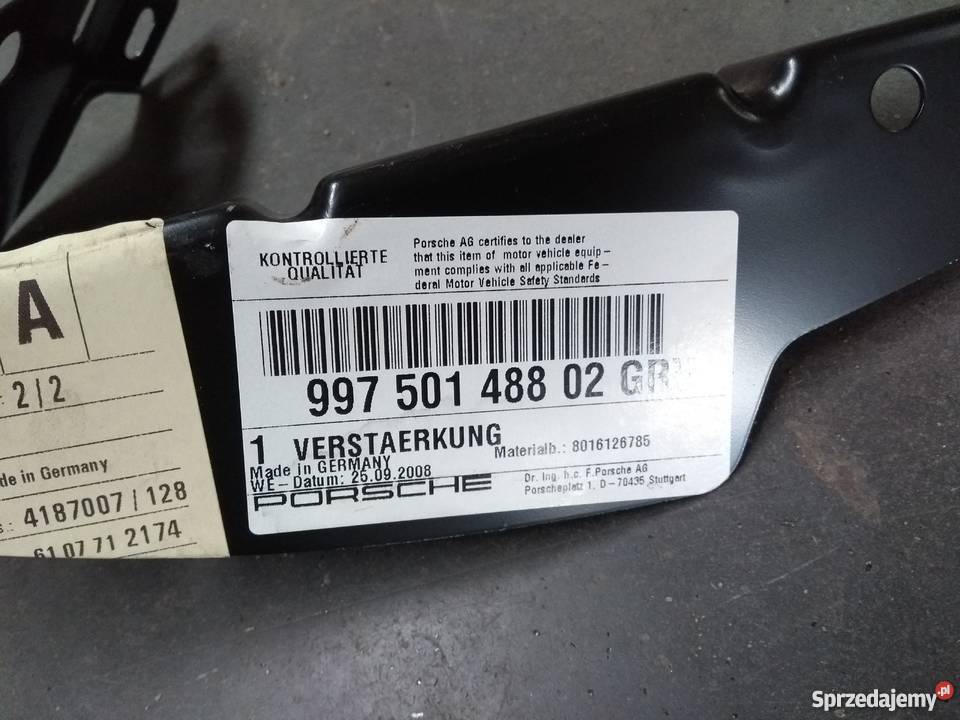 KONTROLLIERTE
QUALITÄT
Porsche AG certifies to the dealer
that this item of motor vehicle equip-
ment complies with all applicable Fe-
deral Motor Vehicle Safety Standards
997 501 488 02 GRV
1 VERSTAERKUNG
Materialb.: 8016126785
Made in GERMANY
WE-Datum: 25.09.2008
PORSCHE
Dr. Ing. h.c. F.Porsche AG
Porscheplatz 1, D-70435 Stuttgart
A
2/2
de in Germany
s.: 4187007/128
61 07 71 2 2174
Sprzedajemy.pl